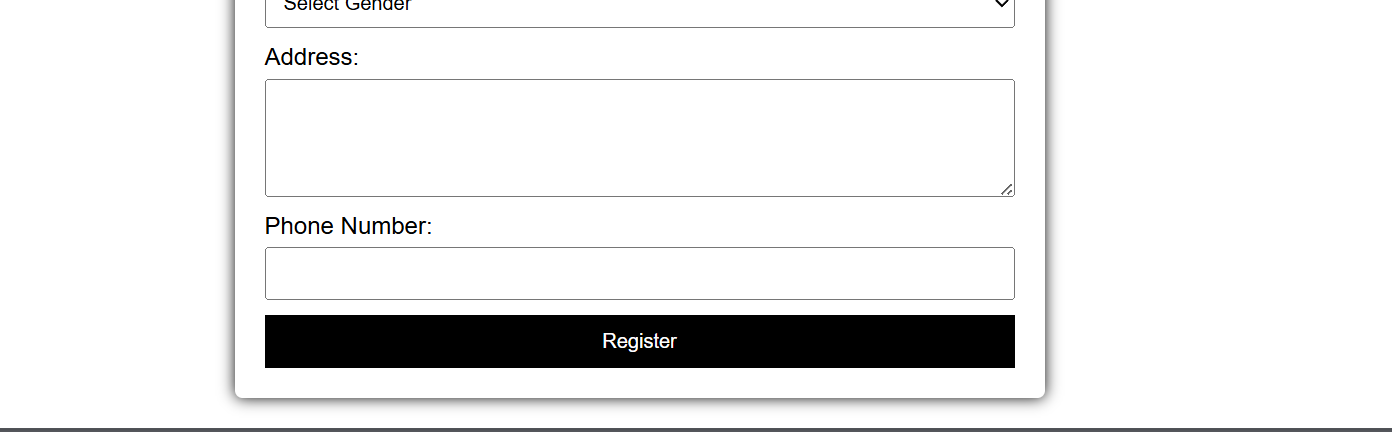 Select Gender
Address:
Phone Number:
Register